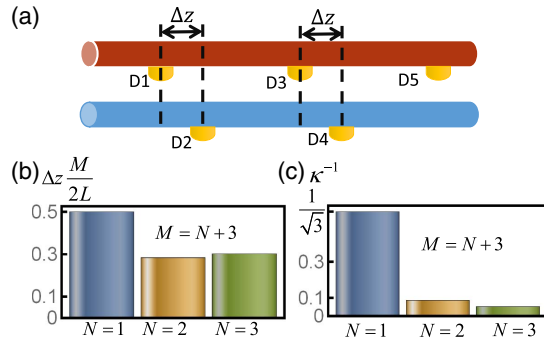 (a)
Δz Δz
D1 D3 D5
D2 D4
(b) Δz M/2L
0.5
0.3
0.1
0
M = N + 3
N = 1 N = 2 N = 3
(c) κ⁻¹
1/√3
0.3
0.1
0
M = N + 3
N = 1 N = 2 N = 3